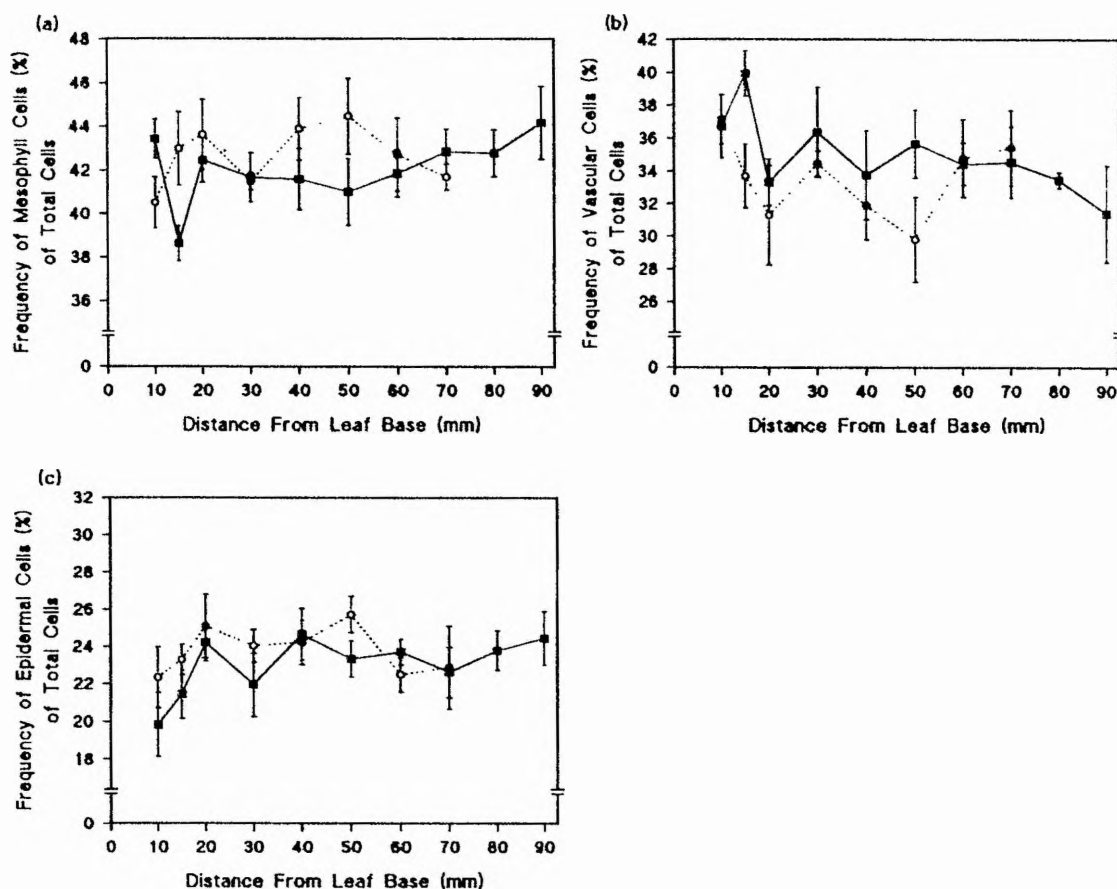 (a)
Frequency of Mesophyll Cells (%)
of Total Cells
48
46
44
42
40
38
36
0
0 10 20 30 40 50 60 70 80 90
Distance From Leaf Base (mm)
(b)
Frequency of Vascular Cells (%)
of Total Cells
42
40
38
36
34
32
30
28
26
0
0 10 20 30 40 50 60 70 80 90
Distance From Leaf Base (mm)
(c)
Frequency of Epidermal Cells (%)
of Total Cells
32
30
28
26
24
22
20
18
0
0 10 20 30 40 50 60 70 80 90
Distance From Leaf Base (mm)